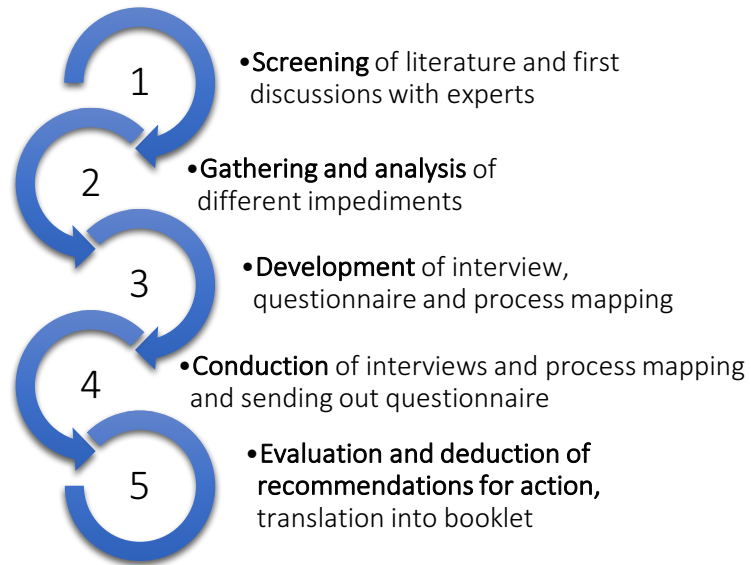 1
•Screening of literature and first
discussions with experts
2
•Gathering and analysis of
different impediments
3
•Development of interview,
questionnaire and process mapping
4
•Conduction of interviews and process mapping
and sending out questionnaire
5
•Evaluation and deduction of
recommendations for action,
translation into booklet